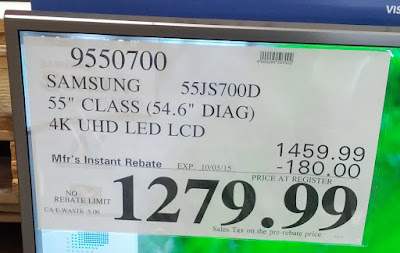 VIS
9550700
SAMSUNG 55JS700D
55" CLASS (54.6" DIAG)
4K UHD LED LCD
1459.99
Mfr's Instant Rebate EXP. 10/03/15 -180.00
PRICE AT REGISTER
NO
REBATE LIMIT
CA E-WASTE 5.00
1279.99
Sales Tax on the pre-rebate price